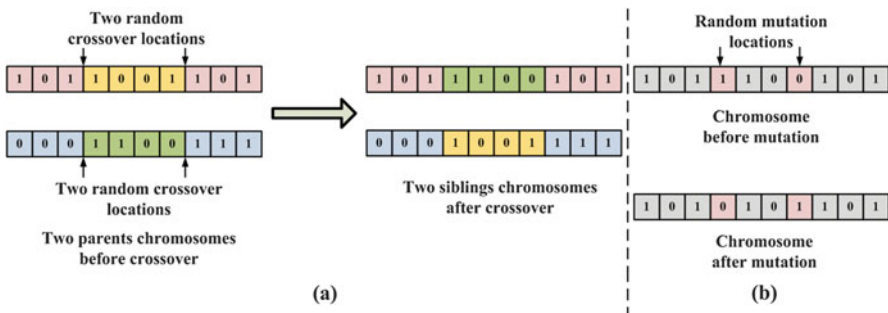 Two random
crossover locations
1 0 1 1 0 0 1 1 0 1
0 0 0 1 1 0 0 1 1 1
Two random crossover
locations
Two parents chromosomes
before crossover
1 0 1 1 1 0 0 1 0 1
0 0 0 1 0 0 1 1 1 1
Two siblings chromosomes
after crossover
(a)
Random mutation
locations
1 0 1 1 1 0 0 1 0 1
Chromosome
before mutation
1 0 1 0 1 0 1 1 0 1
Chromosome
after mutation
(b)